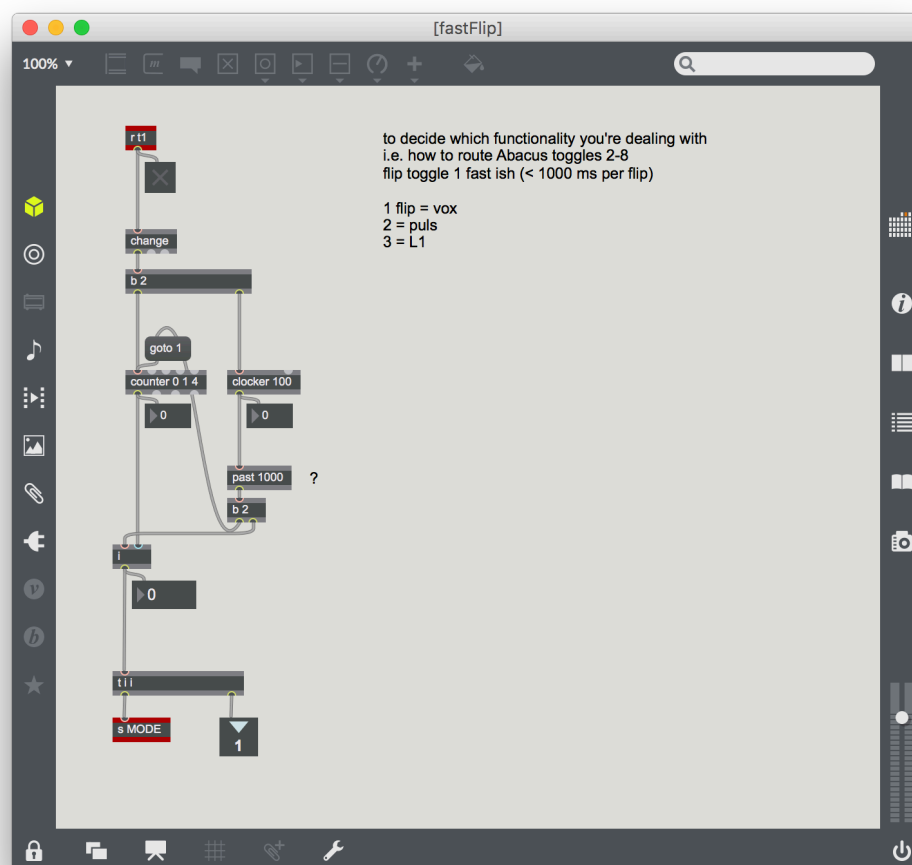 [fastFlip]
100%
m
r t1
to decide which functionality you're dealing with
i.e. how to route Abacus toggles 2-8
flip toggle 1 fast ish (< 1000 ms per flip)
1 flip = vox
2 = puls
3 = L1
change
b 2
goto 1
counter 0 1 4
clocker 100
0
0
past 1000
?
b 2
i
0
t i i
s MODE
1
i
v
b